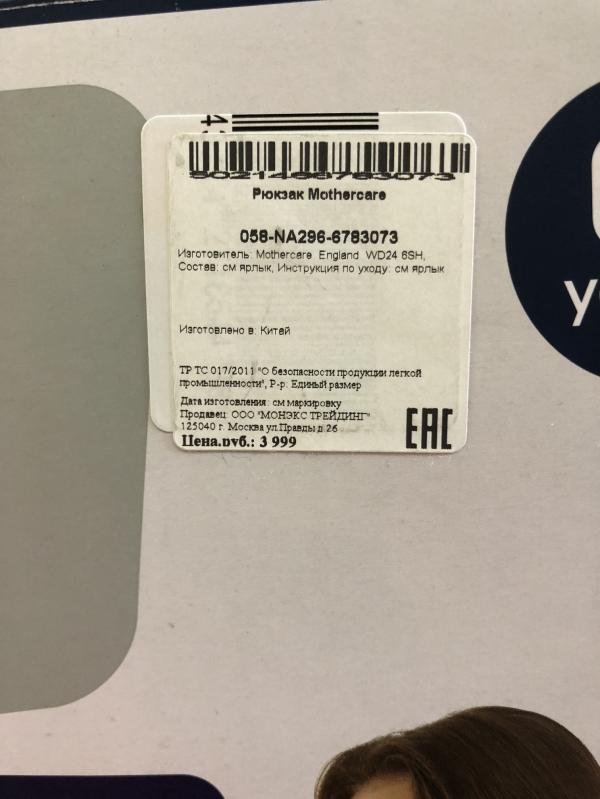 5021468783073
Рюкзак Mothercare
058-NA296-6783073
Изготовитель: Mothercare England WD24 6SH,
Состав: см ярлык, Инструкция по уходу: см ярлык
Изготовлено в: Китай
ТР ТС 017/2011 "О безопасности продукции легкой
промышленности", Р-р: Единый размер
Дата изготовления: см маркировку
Продавец: ООО "МОНЭКС ТРЕЙДИНГ"
125040 г. Москва ул.Правды д.26
Цена.руб.: 3 999
EAC